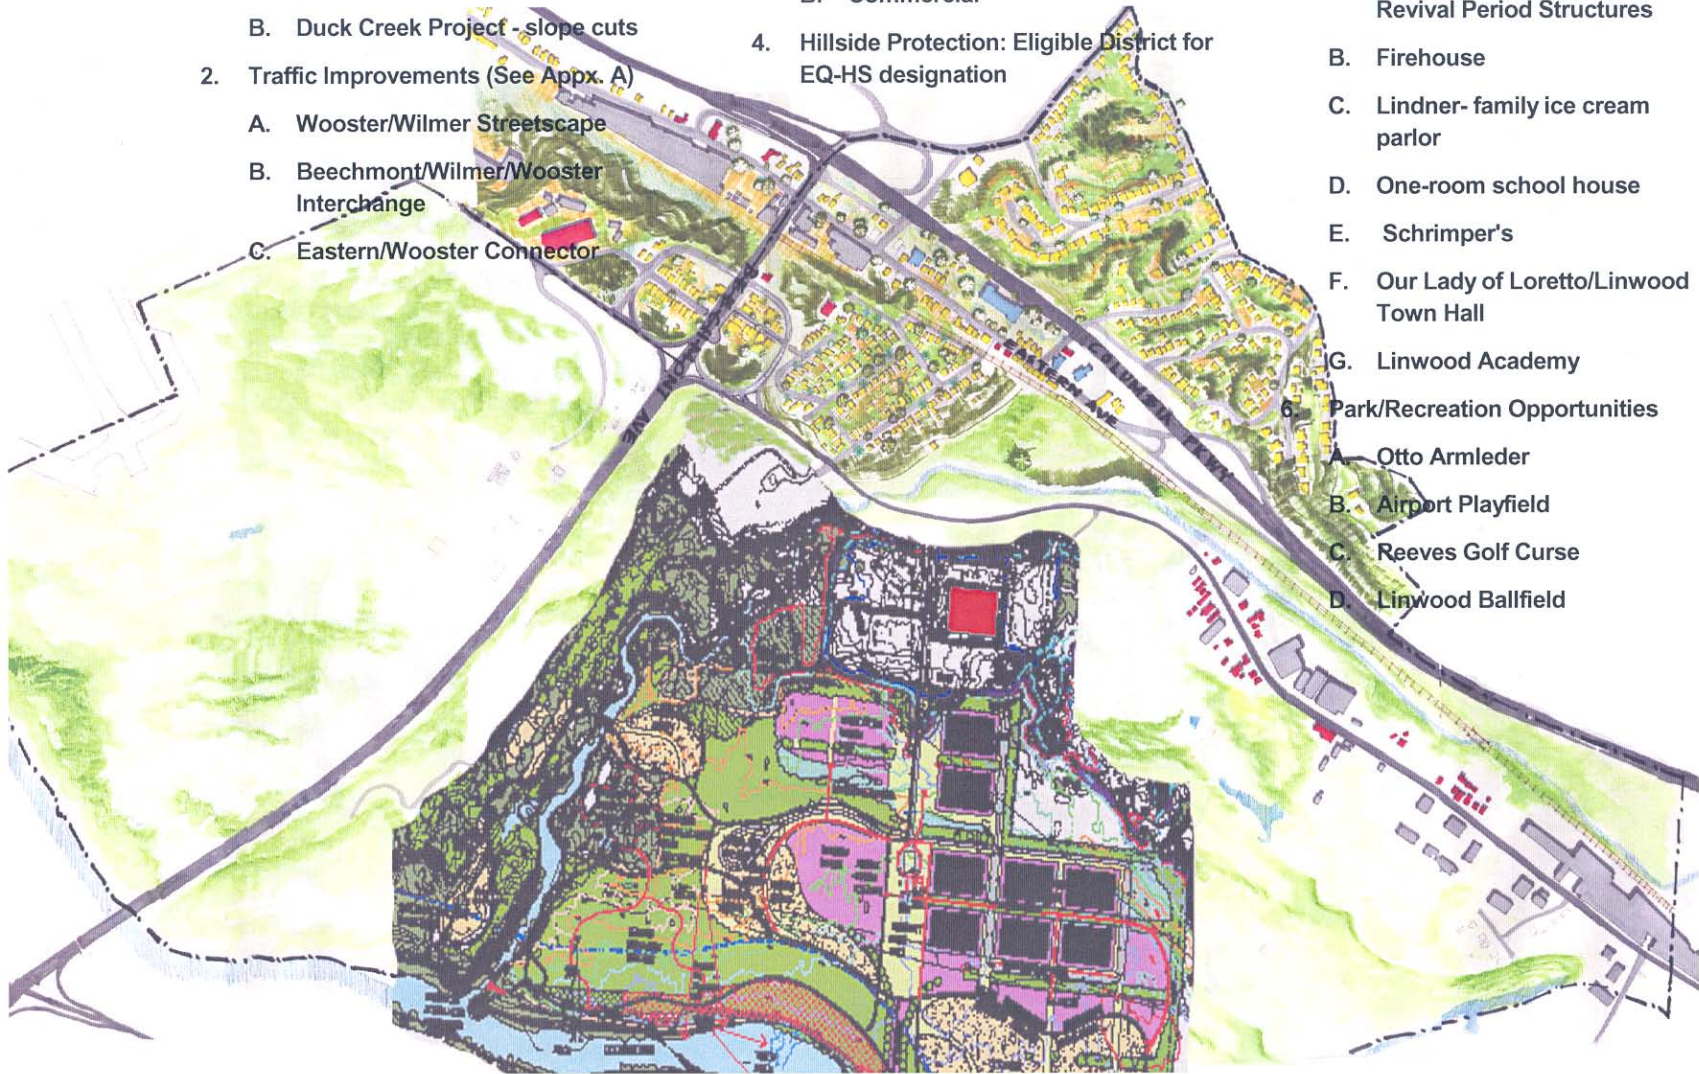 B. Duck Creek Project - slope cuts
2. Traffic Improvements (See Appx. A)
A. Wooster/Wilmer Streetscape
B. Beechmont/Wilmer/Wooster
Interchange
C. Eastern/Wooster Connector
B. Commercial
4. Hillside Protection: Eligible District for
EQ-HS designation
Revival Period Structures
B. Firehouse
C. Lindner- family ice cream
parlor
D. One-room school house
E. Schrimper's
F. Our Lady of Loretto/Linwood
Town Hall
G. Linwood Academy
6. Park/Recreation Opportunities
A. Otto Armleder
B. Airport Playfield
C. Reeves Golf Curse
D. Linwood Ballfield
BEECHMONT AVE
EASTERN AVE
COLUMBIA PKWY